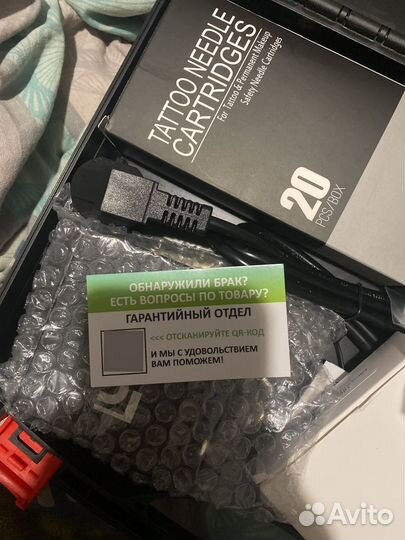 TATTOO NEEDLE
CARTRIDGES
For Tattoo & Permanent Makeup
Safety Needle Cartridges
20
PCS/BOX
ОБНАРУЖИЛИ БРАК?
ЕСТЬ ВОПРОСЫ ПО ТОВАРУ?
ГАРАНТИЙНЫЙ ОТДЕЛ
<<< ОТСКАНИРУЙТЕ QR-КОД
И МЫ С УДОВОЛЬСТВИЕМ
ВАМ ПОМОЖЕМ!
Avito